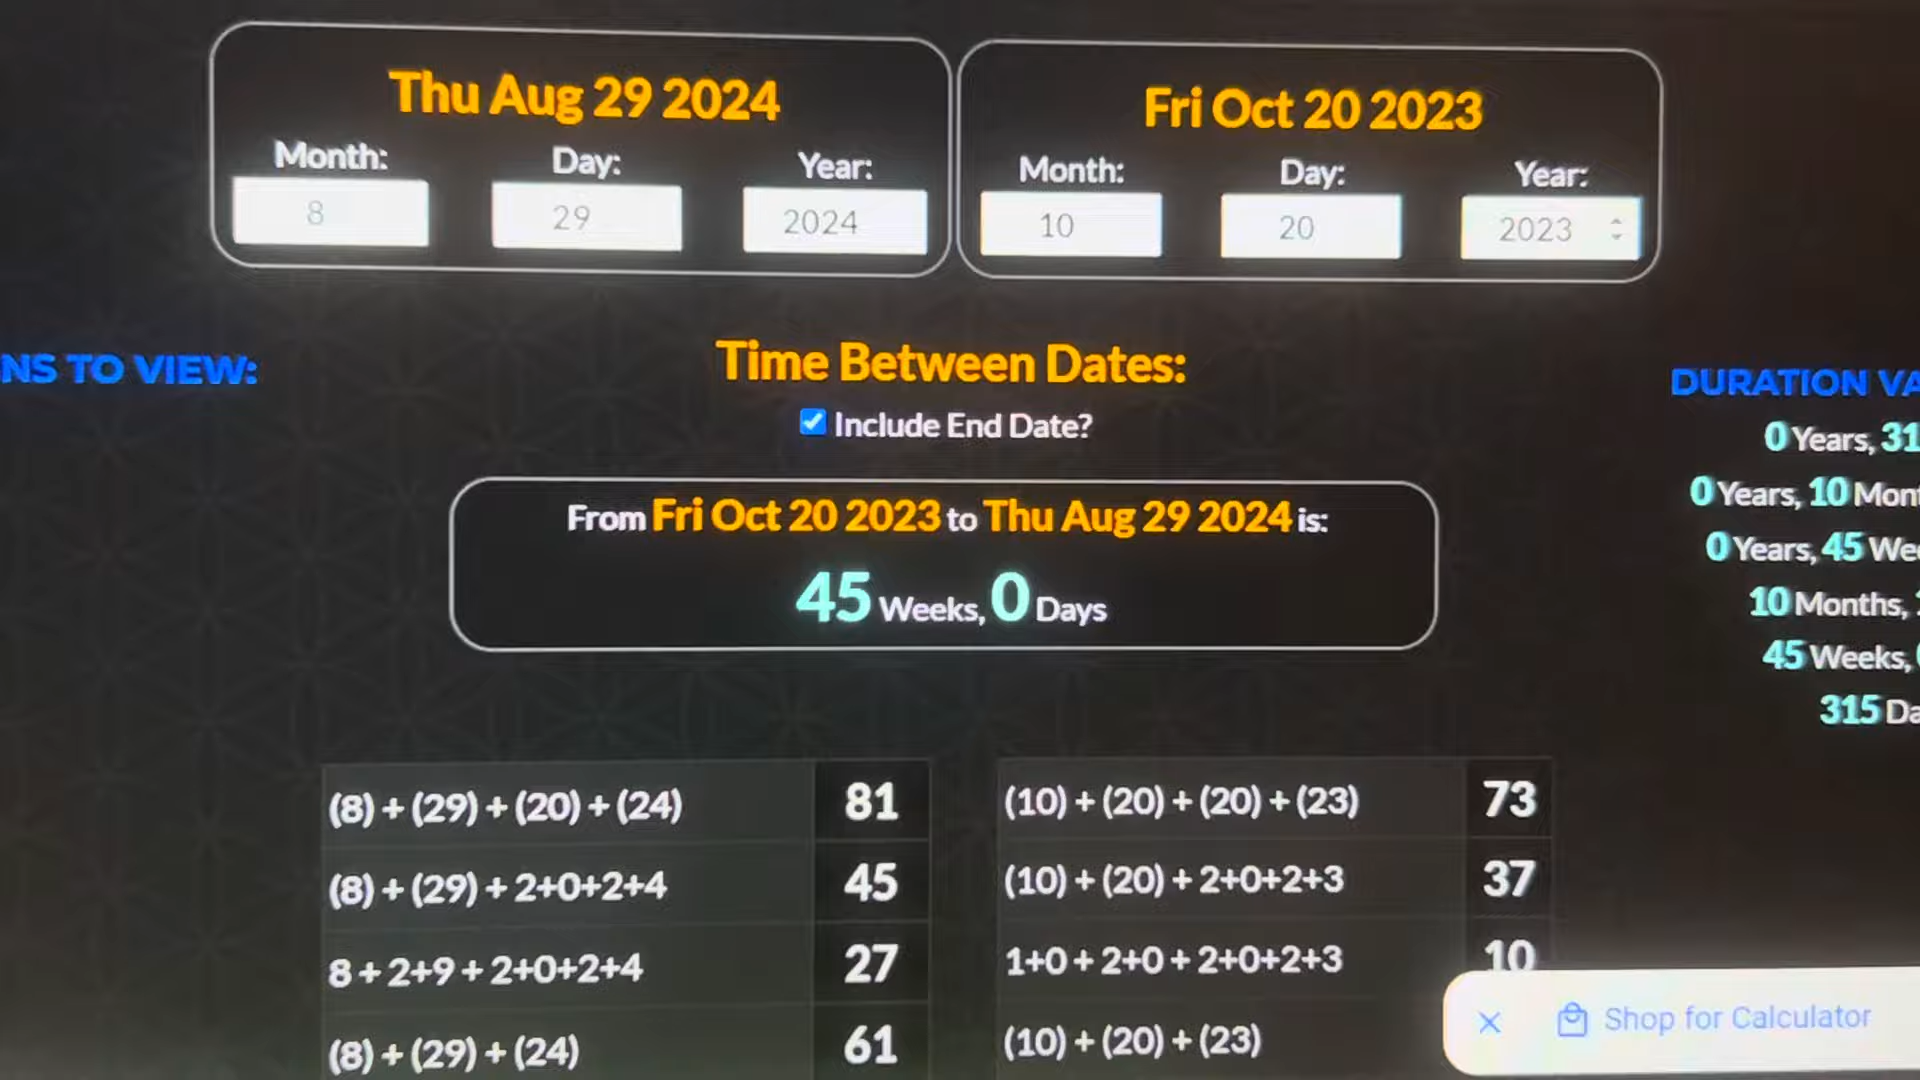 Thu Aug 29 2024
Month: Day: Year:
8 29 2024
Fri Oct 20 2023
Month: Day: Year:
10 20 2023
NS TO VIEW:
Time Between Dates:
Include End Date?
From Fri Oct 20 2023 to Thu Aug 29 2024 is:
45 Weeks, 0 Days
DURATION VA
0 Years, 31
0 Years, 10 Mont
0 Years, 45 Wee
10 Months,
45 Weeks,
315 Da
(8) + (29) + (20) + (24) 81
(8) + (29) + 2+0+2+4 45
8 + 2+9 + 2+0+2+4 27
(8) + (29) + (24) 61
(10) + (20) + (20) + (23) 73
(10) + (20) + 2+0+2+3 37
1+0 + 2+0 + 2+0+2+3 10
(10) + (20) + (23)
Shop for Calculator